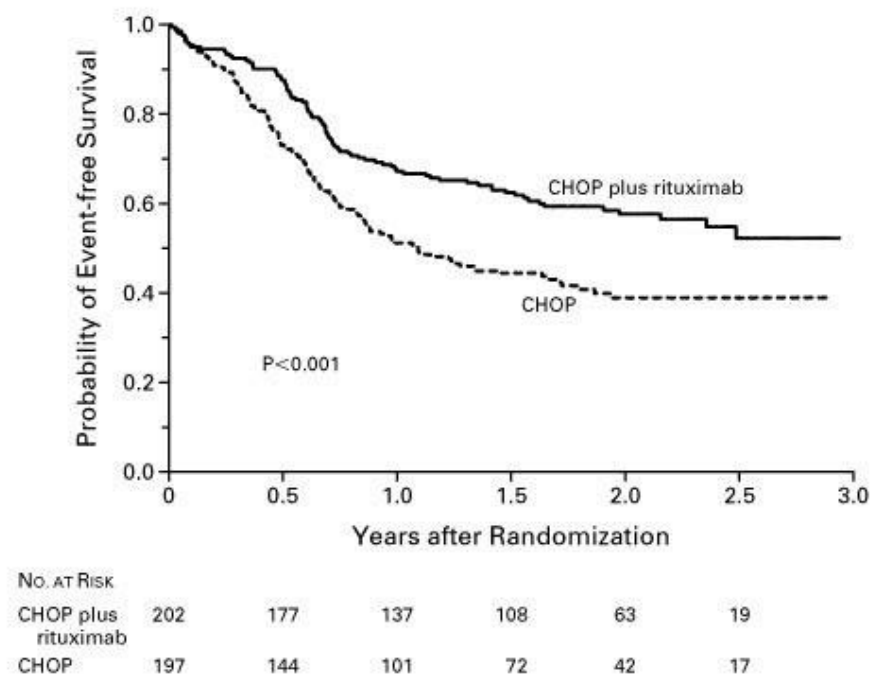 Probability of Event-free Survival
1.0
0.8
0.6
0.4
0.2
0.0
CHOP plus rituximab
CHOP
P<0.001
0 0.5 1.0 1.5 2.0 2.5 3.0
Years after Randomization
NO. AT RISK
CHOP plus 202 177 137 108 63 19
rituximab
CHOP 197 144 101 72 42 17